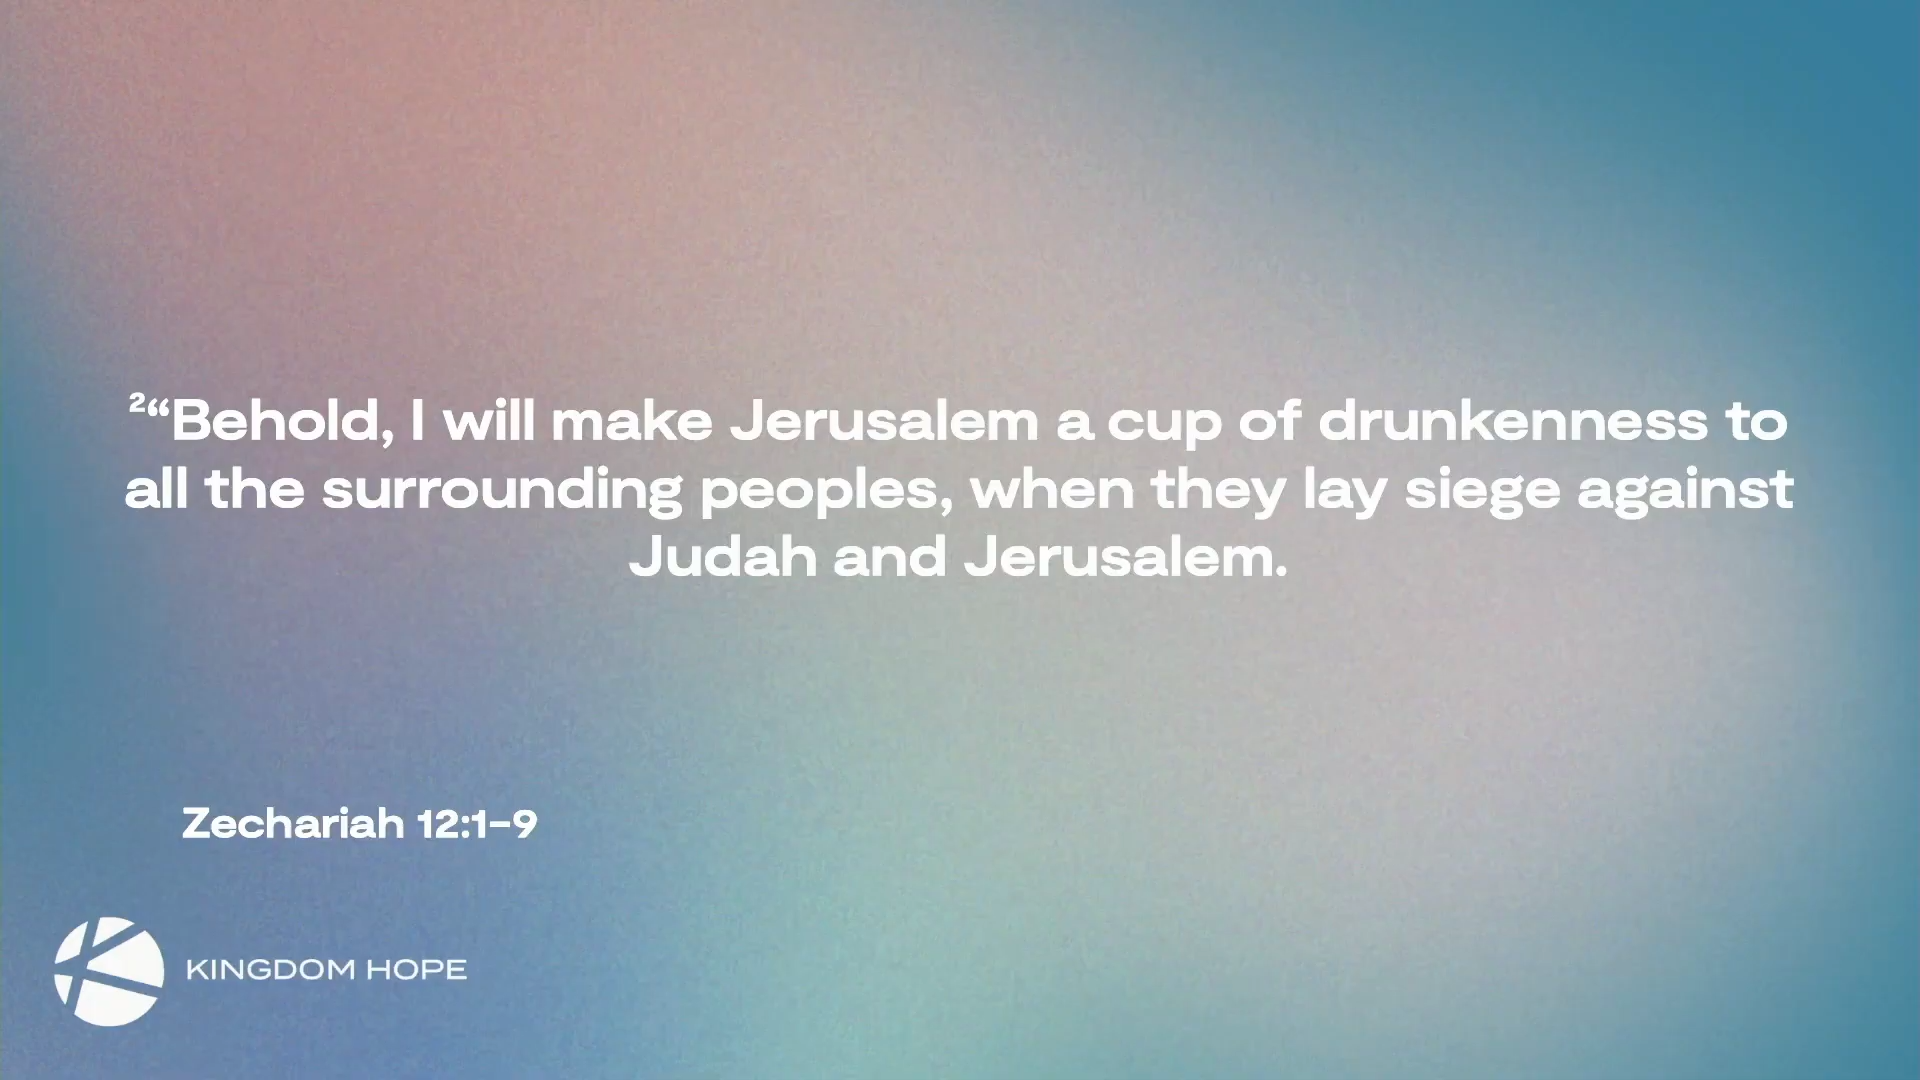 ²“Behold, I will make Jerusalem a cup of drunkenness to
all the surrounding peoples, when they lay siege against
Judah and Jerusalem.
Zechariah 12:1–9
KINGDOM HOPE